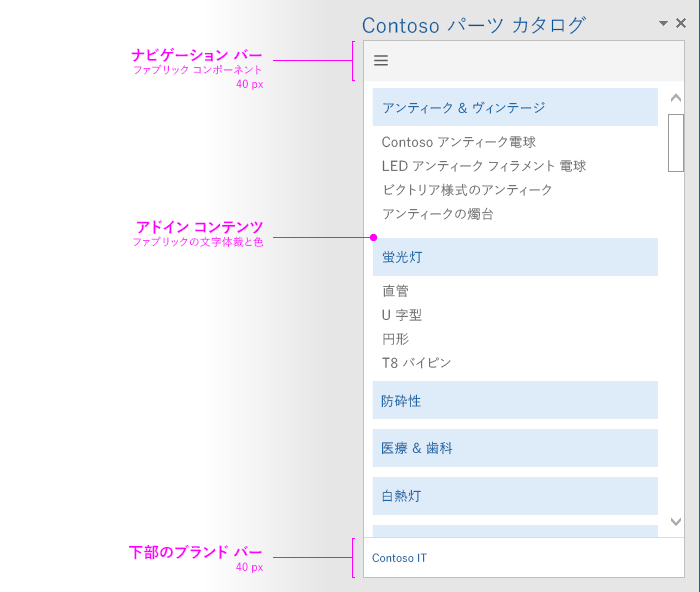 Contoso パーツ カタログ
ナビゲーション バー
ファブリック コンポーネント
40 px
アンティーク & ヴィンテージ
Contoso アンティーク電球
LED アンティーク フィラメント 電球
ビクトリア様式のアンティーク
アンティークの燭台
アドイン コンテンツ
ファブリックの文字体裁と色
蛍光灯
直管
U 字型
円形
T8 バイピン
防砕性
医療 & 歯科
白熱灯
下部のブランド バー
40 px
Contoso IT